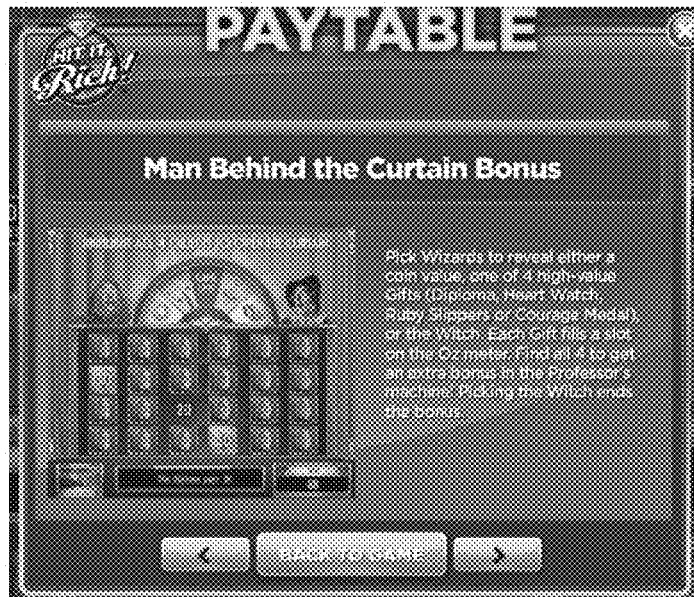 PAYTABLE
HIT IT
Rich!
Man Behind the Curtain Bonus
Pick Wizards to reveal either a
coin value, one of 4 high-value
Gifts (Diploma, Heart Watch,
Ruby Slippers or Courage Medal),
or the Witch. Each Gift fills a slot
on the Oz meter. Find all 4 to get
an extra bonus in the Professor's
machine. Picking the Witch ends
the bonus.
20
BACK TO GAME